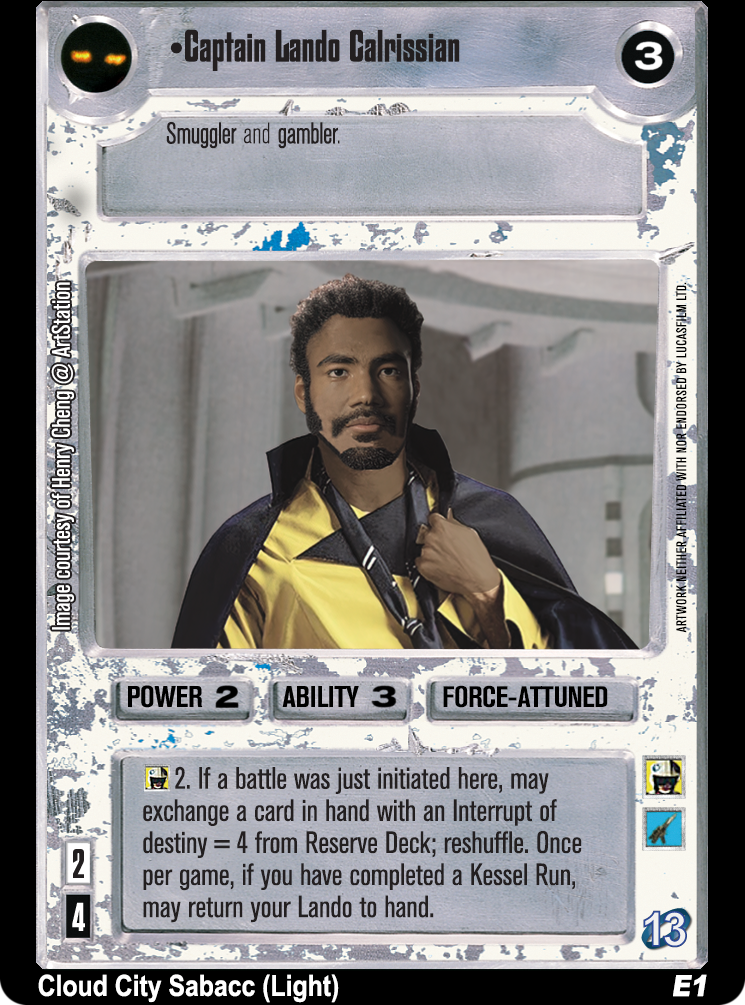 •Captain Lando Calrissian
3
Smuggler and gambler.
Image courtesy of Henry Cheng @ ArtStation
ARTWORK NEITHER AFFILIATED WITH NOR ENDORSED BY LUCASFILM LTD.
POWER 2
ABILITY 3
FORCE-ATTUNED
2. If a battle was just initiated here, may
exchange a card in hand with an Interrupt of
destiny = 4 from Reserve Deck; reshuffle. Once
per game, if you have completed a Kessel Run,
may return your Lando to hand.
2
4
13
Cloud City Sabacc (Light)
E1